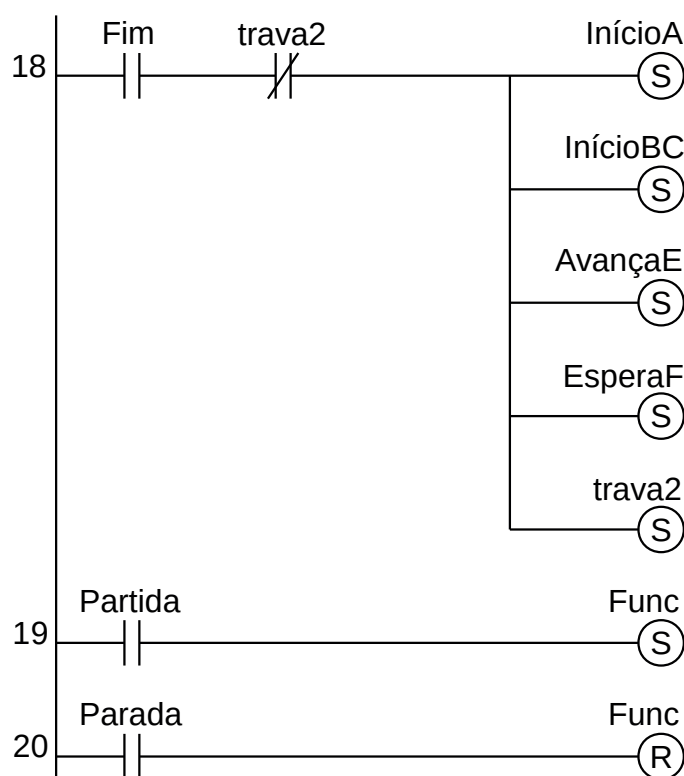 Fim trava2 InícioA
18 S
InícioBC
S
AvançaE
S
EsperaF
S
trava2
S
Partida Func
19 S
Parada Func
20 R